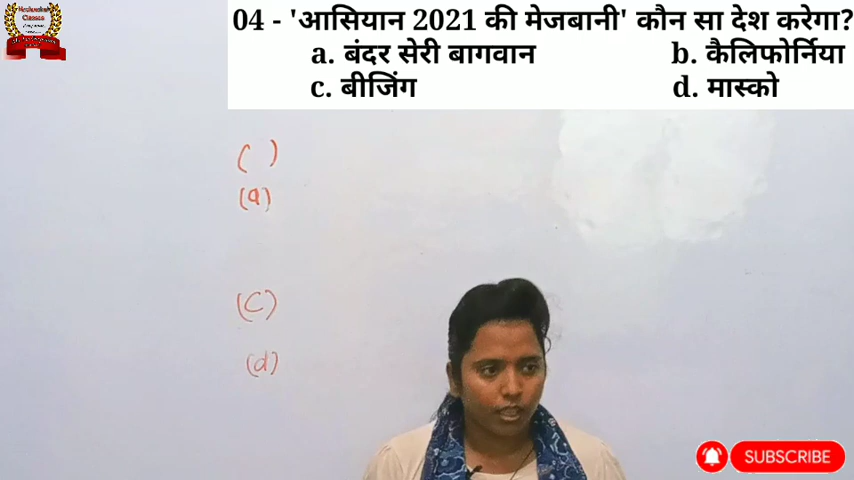 04 - 'आसियान 2021 की मेजबानी' कौन सा देश करेगा?
a. बंदर सेरी बागवान b. कैलिफोर्निया
c. बीजिंग d. मास्को
( )
(a)
(c)
(d)
SUBSCRIBE